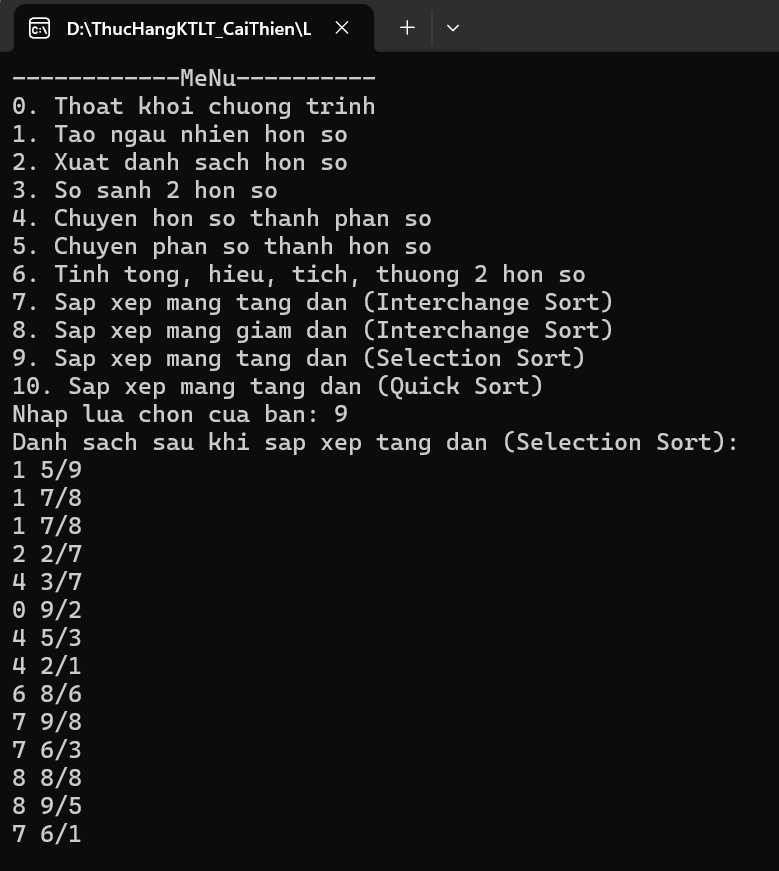 D:\ThucHangKTLT_CaiThien\L
------------MeNu----------
0. Thoat khoi chuong trinh
1. Tao ngau nhien hon so
2. Xuat danh sach hon so
3. So sanh 2 hon so
4. Chuyen hon so thanh phan so
5. Chuyen phan so thanh hon so
6. Tinh tong, hieu, tich, thuong 2 hon so
7. Sap xep mang tang dan (Interchange Sort)
8. Sap xep mang giam dan (Interchange Sort)
9. Sap xep mang tang dan (Selection Sort)
10. Sap xep mang tang dan (Quick Sort)
Nhap lua chon cua ban: 9
Danh sach sau khi sap xep tang dan (Selection Sort):
1 5/9
1 7/8
1 7/8
2 2/7
4 3/7
0 9/2
4 5/3
4 2/1
6 8/6
7 9/8
7 6/3
8 8/8
8 9/5
7 6/1